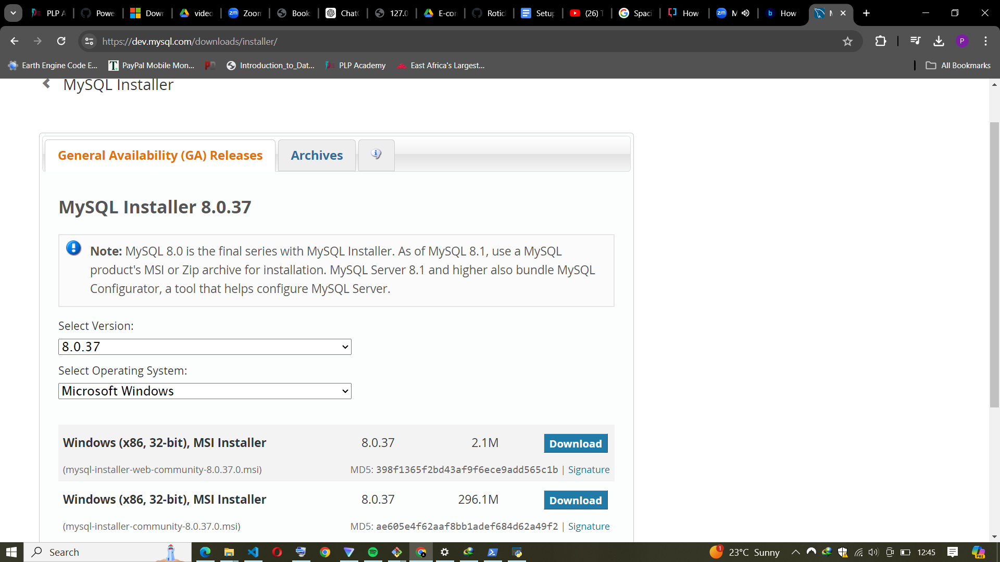 PLP A
Powe
Down
video
Zoon
Book
ChatG
127.0
E-con
Rotic
Setup
(26) T
Spaci
How
M
How
https://dev.mysql.com/downloads/installer/
P
Earth Engine Code E...
PayPal Mobile Mon...
Introduction_to_Dat...
PLP Academy
East Africa's Largest...
All Bookmarks
MySQL Installer
General Availability (GA) Releases
Archives
MySQL Installer 8.0.37
Note: MySQL 8.0 is the final series with MySQL Installer. As of MySQL 8.1, use a MySQL
product's MSI or Zip archive for installation. MySQL Server 8.1 and higher also bundle MySQL
Configurator, a tool that helps configure MySQL Server.
Select Version:
8.0.37
Select Operating System:
Microsoft Windows
Windows (x86, 32-bit), MSI Installer 8.0.37 2.1M Download
(mysql-installer-web-community-8.0.37.0.msi) MD5: 398f1365f2bd43af9f6ece9add565c1b | Signature
Windows (x86, 32-bit), MSI Installer 8.0.37 296.1M Download
(mysql-installer-community-8.0.37.0.msi) MD5: ae605e4f62aaf8bb1adef684d62a49f2 | Signature
Search
1
23°C Sunny
12:45
PRE